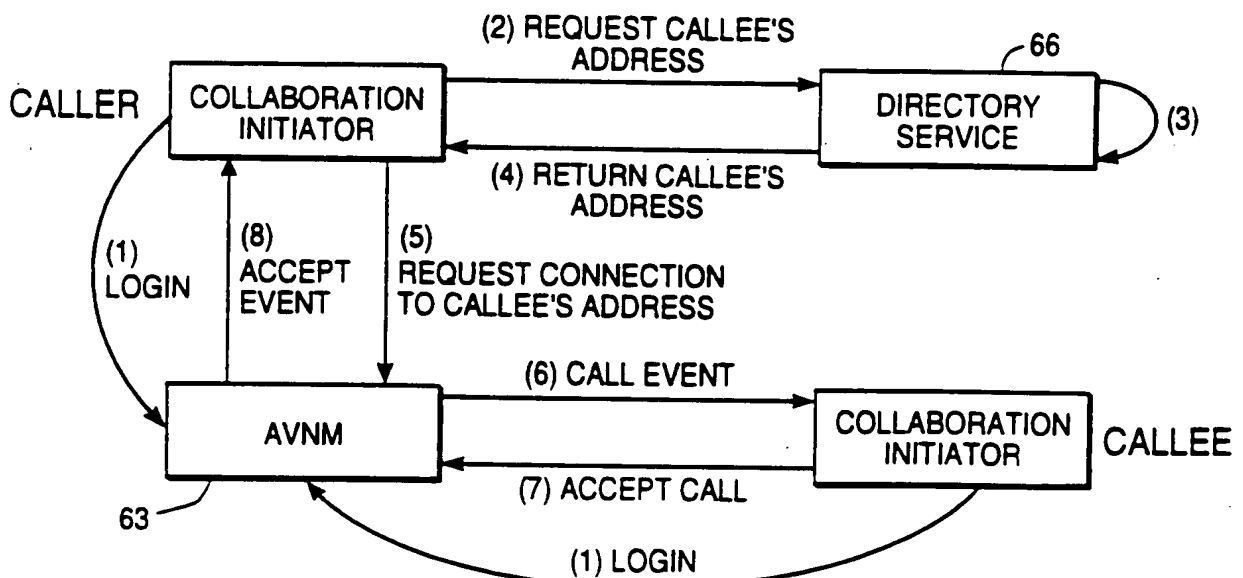 (2) REQUEST CALLEE'S
ADDRESS
66
CALLER
COLLABORATION
INITIATOR
DIRECTORY
SERVICE
(3)
(4) RETURN CALLEE'S
ADDRESS
(1)
LOGIN
(8)
ACCEPT
EVENT
(5)
REQUEST CONNECTION
TO CALLEE'S ADDRESS
(6) CALL EVENT
AVNM
COLLABORATION
INITIATOR
CALLEE
(7) ACCEPT CALL
63
(1) LOGIN